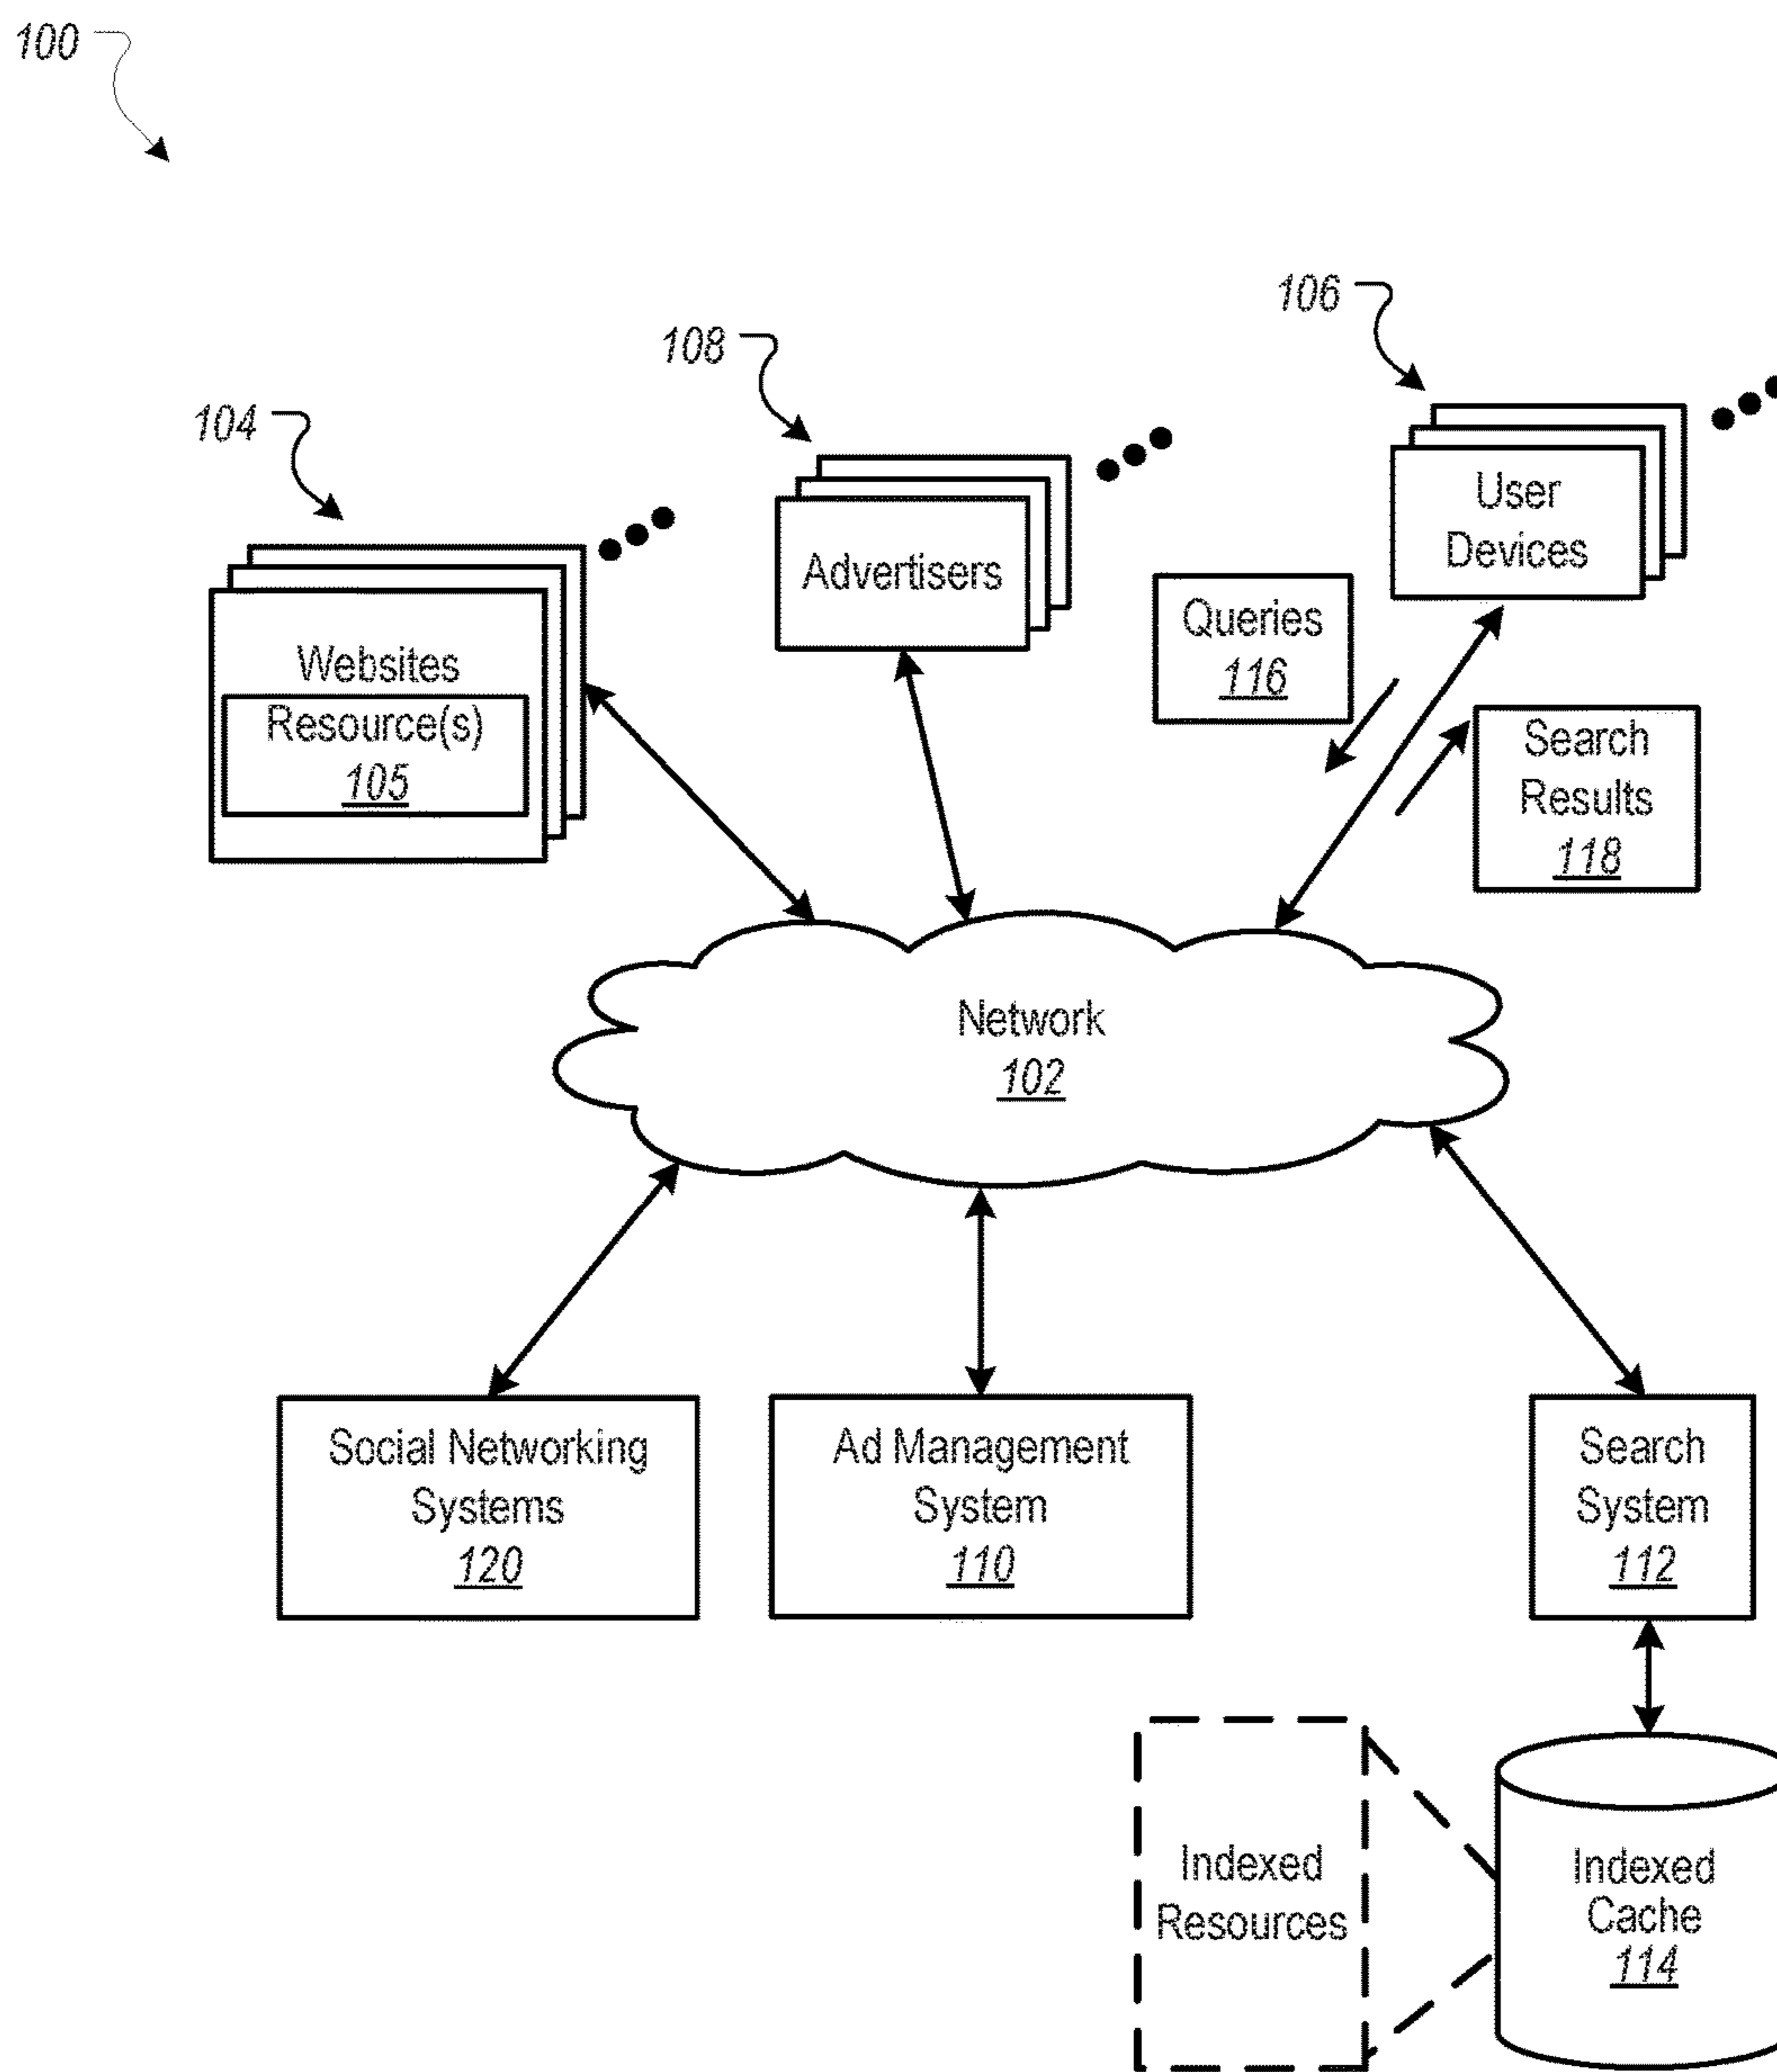 100
106
108
104
User
Devices
Advertisers
Queries
116
Websites
Resource(s)
105
Search
Results
118
Network
102
Social Networking
Systems
120
Ad Management
System
110
Search
System
112
Indexed
Resources
Indexed
Cache
114